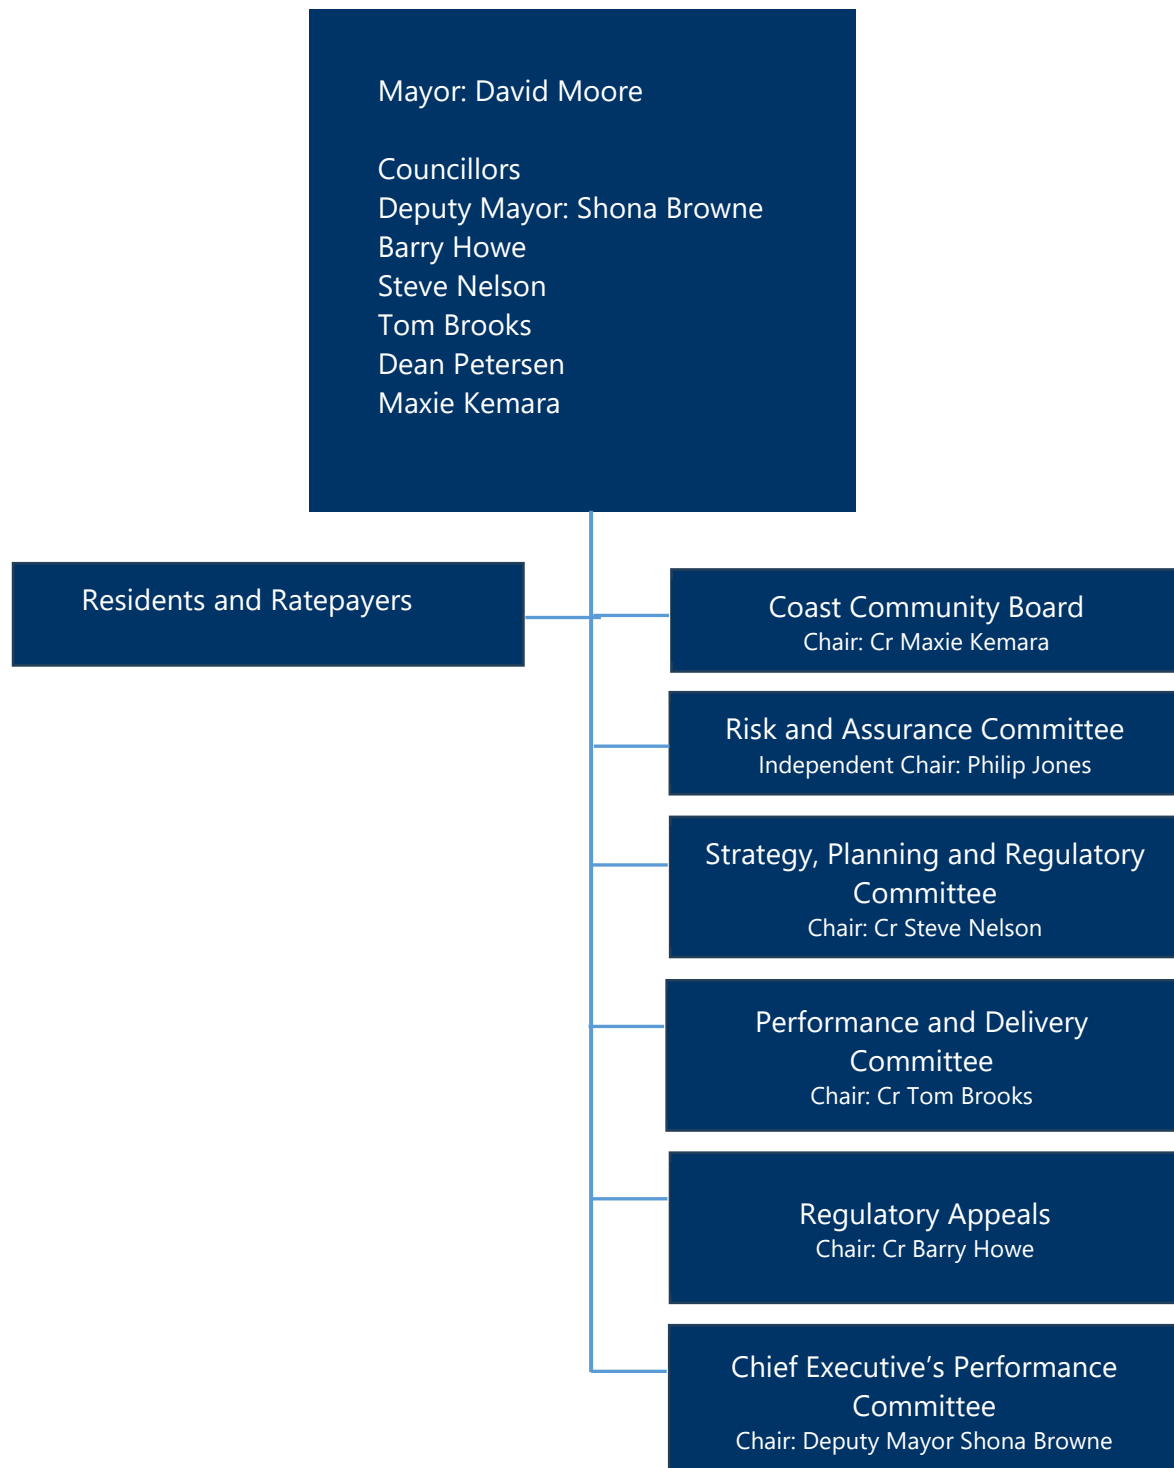 Mayor: David Moore
Councillors
Deputy Mayor: Shona Browne
Barry Howe
Steve Nelson
Tom Brooks
Dean Petersen
Maxie Kemara
Residents and Ratepayers
Coast Community Board
Chair: Cr Maxie Kemara
Risk and Assurance Committee
Independent Chair: Philip Jones
Strategy, Planning and Regulatory
Committee
Chair: Cr Steve Nelson
Performance and Delivery
Committee
Chair: Cr Tom Brooks
Regulatory Appeals
Chair: Cr Barry Howe
Chief Executive’s Performance
Committee
Chair: Deputy Mayor Shona Browne